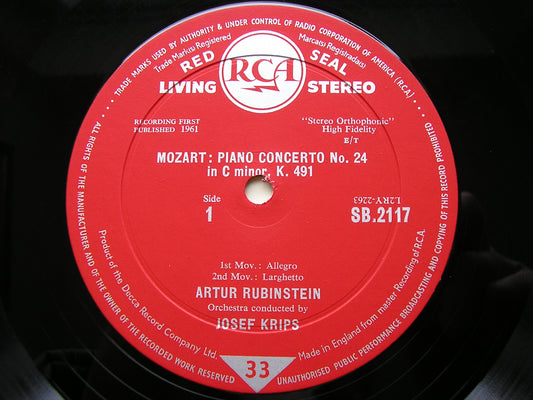 TRADE MARKS USED BY AUTHORITY & UNDER CONTROL OF RADIO CORPORATION OF AMERICA (R.C.A.)
Trade Mark(s) Registered
Marca(s) Registrada(s)
RED SEAL
RCA
LIVING STEREO
RECORDING FIRST
PUBLISHED 1961
"Stereo Orthophonic"
High Fidelity
E/T
MOZART: PIANO CONCERTO No. 24
in C minor, K. 491
Side
1
L2RY-2263
SB.2117
1st Mov.: Allegro
2nd Mov.: Larghetto
ARTUR RUBINSTEIN
Orchestra conducted by
JOSEF KRIPS
Product of the Decca Record Company Ltd.
Made in England from master Recording of R.C.A.
33
ALL RIGHTS OF THE MANUFACTURER AND OF THE OWNER OF THE RECORDED WORK RESERVED
UNAUTHORISED PUBLIC PERFORMANCE BROADCASTING AND COPYING OF THIS RECORD PROHIBITED